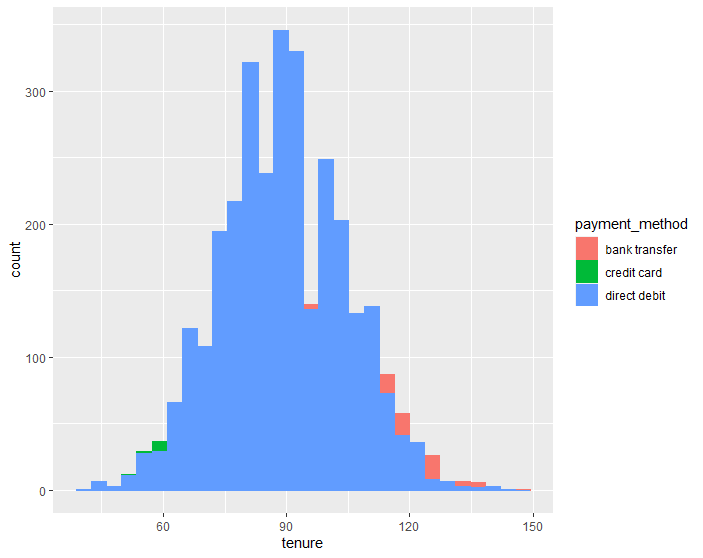 300
200
100
0
count
60
90
120
150
tenure
payment_method
bank transfer
credit card
direct debit